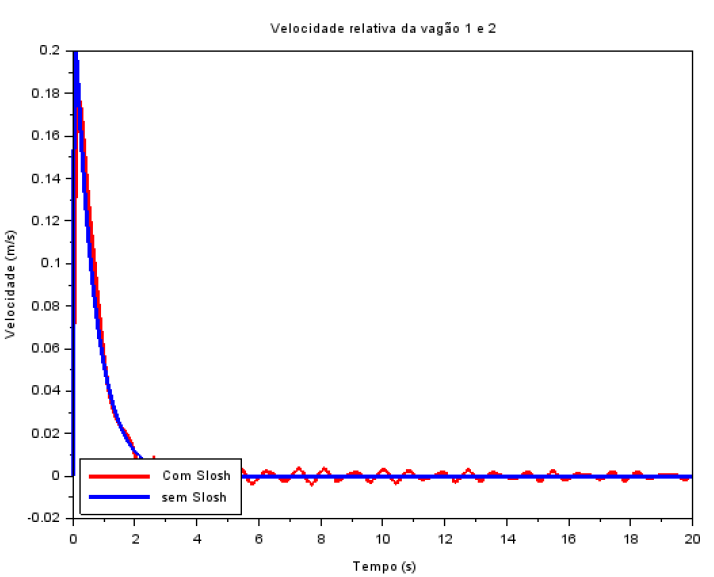 Velocidade relativa da vagão 1 e 2
0.2
0.18
0.16
0.14
0.12
0.1
0.08
0.06
0.04
0.02
0
-0.02
Velocidade (m/s)
Com Slosh
sem Slosh
0 2 4 6 8 10 12 14 16 18 20
Tempo (s)